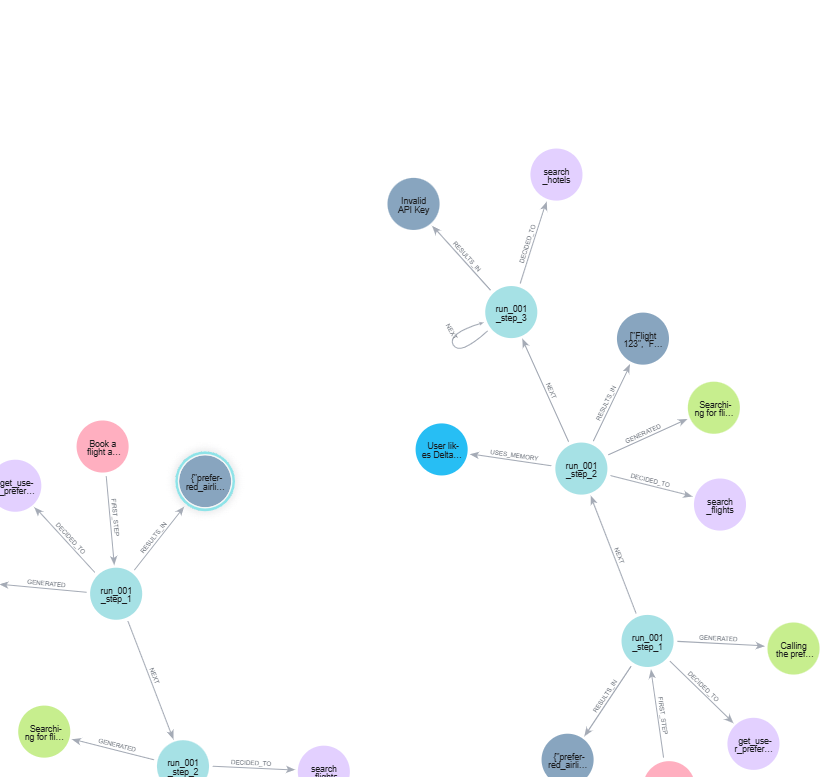 search
_hotels
Invalid
API Key
RESULTS_IN
DECIDED_TO
run_001
_step_3
NEXT
["Flight
123", "F...
NEXT
RESULTS_IN
Searchi-
ng for fli...
GENERATED
User lik-
es Delta...
USES_MEMORY
run_001
_step_2
DECIDED_TO
search
_flights
Book a
flight a...
{"prefer-
red_airli...
get_use-
_prefer...
FIRST_STEP
DECIDED_TO
RESULTS_IN
NEXT
GENERATED
run_001
_step_1
run_001
_step_1
GENERATED
Calling
the pref...
NEXT
RESULTS_IN
DECIDED_TO
FIRST_STEP
Searchi-
ng for fli...
GENERATED
run_001
_step_2
DECIDED_TO
search
_flights
{"prefer-
red_airli...
get_use-
r_prefer...